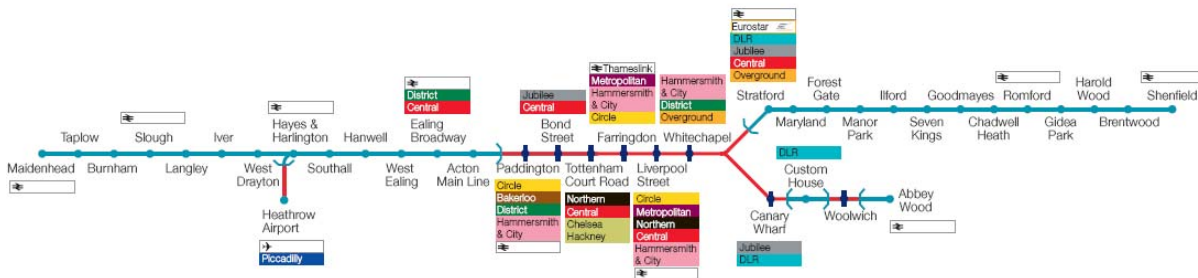 Eurostar
DLR
Jubilee
Central
Overground
Thameslink
Metropolitan
Hammersmith
& City
Circle
Hammersmith
& City
District
Overground
District
Central
Jubilee
Central
Taplow
Slough
Iver
Hayes &
Harlington
Hanwell
Ealing
Broadway
Bond
Street
Farringdon
Whitechapel
Stratford
Forest
Gate
Ilford
Goodmayes
Romford
Harold
Wood
Shenfield
Maidenhead
Burnham
Langley
West
Drayton
Southall
West
Ealing
Acton
Main Line
Paddington
Tottenham
Court Road
Liverpool
Street
Maryland
Manor
Park
Seven
Kings
Chadwell
Heath
Gidea
Park
Brentwood
Heathrow
Airport
Piccadilly
Circle
Bakerloo
District
Hammersmith
& City
Northern
Central
Chelsea
Hackney
Circle
Metropolitan
Northern
Central
Hammersmith
& City
DLR
Custom
House
Canary
Wharf
Woolwich
Abbey
Wood
Jubilee
DLR